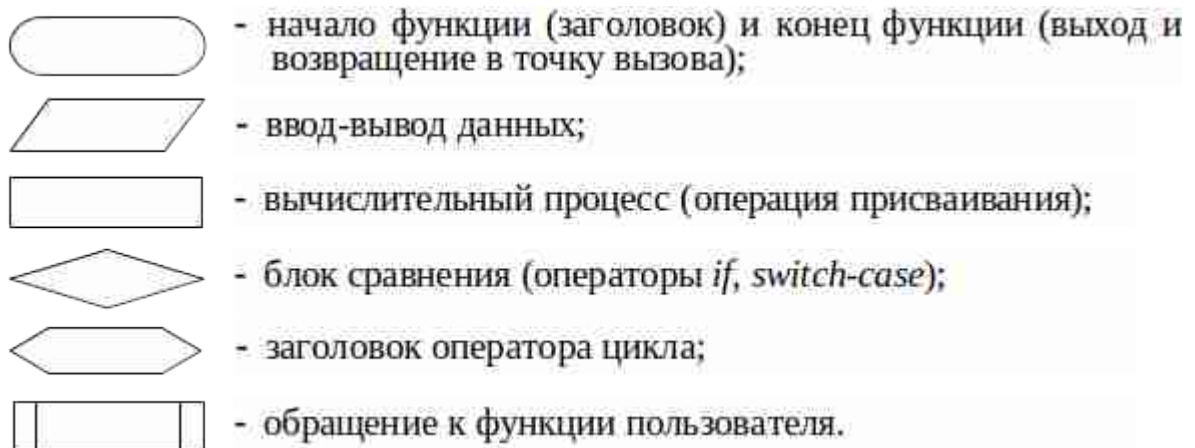 - начало функции (заголовок) и конец функции (выход и
возвращение в точку вызова);
- ввод-вывод данных;
- вычислительный процесс (операция присваивания);
- блок сравнения (операторы if, switch-case);
- заголовок оператора цикла;
- обращение к функции пользователя.